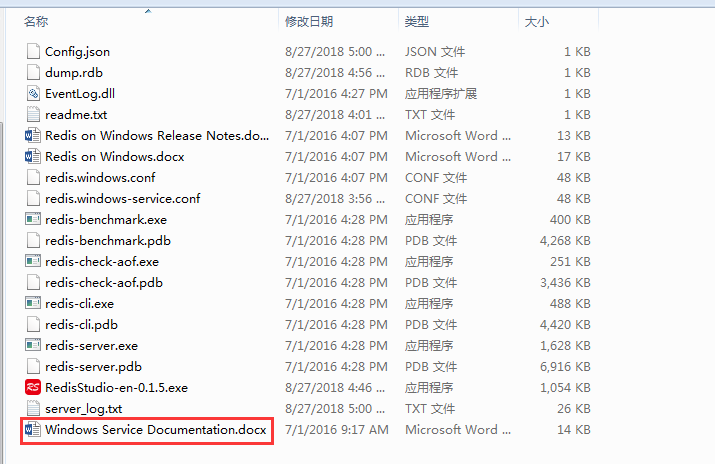 名称 修改日期 类型 大小
Config.json 8/27/2018 5:00 ... JSON 文件 1 KB
dump.rdb 8/27/2018 4:56 ... RDB 文件 1 KB
EventLog.dll 7/1/2016 4:27 PM 应用程序扩展 1 KB
readme.txt 8/27/2018 4:01 ... TXT 文件 1 KB
Redis on Windows Release Notes.do... 7/1/2016 4:07 PM Microsoft Word ... 13 KB
Redis on Windows.docx 7/1/2016 4:07 PM Microsoft Word ... 17 KB
redis.windows.conf 7/1/2016 4:07 PM CONF 文件 48 KB
redis.windows-service.conf 8/27/2018 3:56 ... CONF 文件 48 KB
redis-benchmark.exe 7/1/2016 4:28 PM 应用程序 400 KB
redis-benchmark.pdb 7/1/2016 4:28 PM PDB 文件 4,268 KB
redis-check-aof.exe 7/1/2016 4:28 PM 应用程序 251 KB
redis-check-aof.pdb 7/1/2016 4:28 PM PDB 文件 3,436 KB
redis-cli.exe 7/1/2016 4:28 PM 应用程序 488 KB
redis-cli.pdb 7/1/2016 4:28 PM PDB 文件 4,420 KB
redis-server.exe 7/1/2016 4:28 PM 应用程序 1,628 KB
redis-server.pdb 7/1/2016 4:28 PM PDB 文件 6,916 KB
RS RedisStudio-en-0.1.5.exe 8/27/2018 4:46 ... 应用程序 1,054 KB
server_log.txt 8/27/2018 5:00 ... TXT 文件 26 KB
Windows Service Documentation.docx 7/1/2016 9:17 AM Microsoft Word ... 14 KB